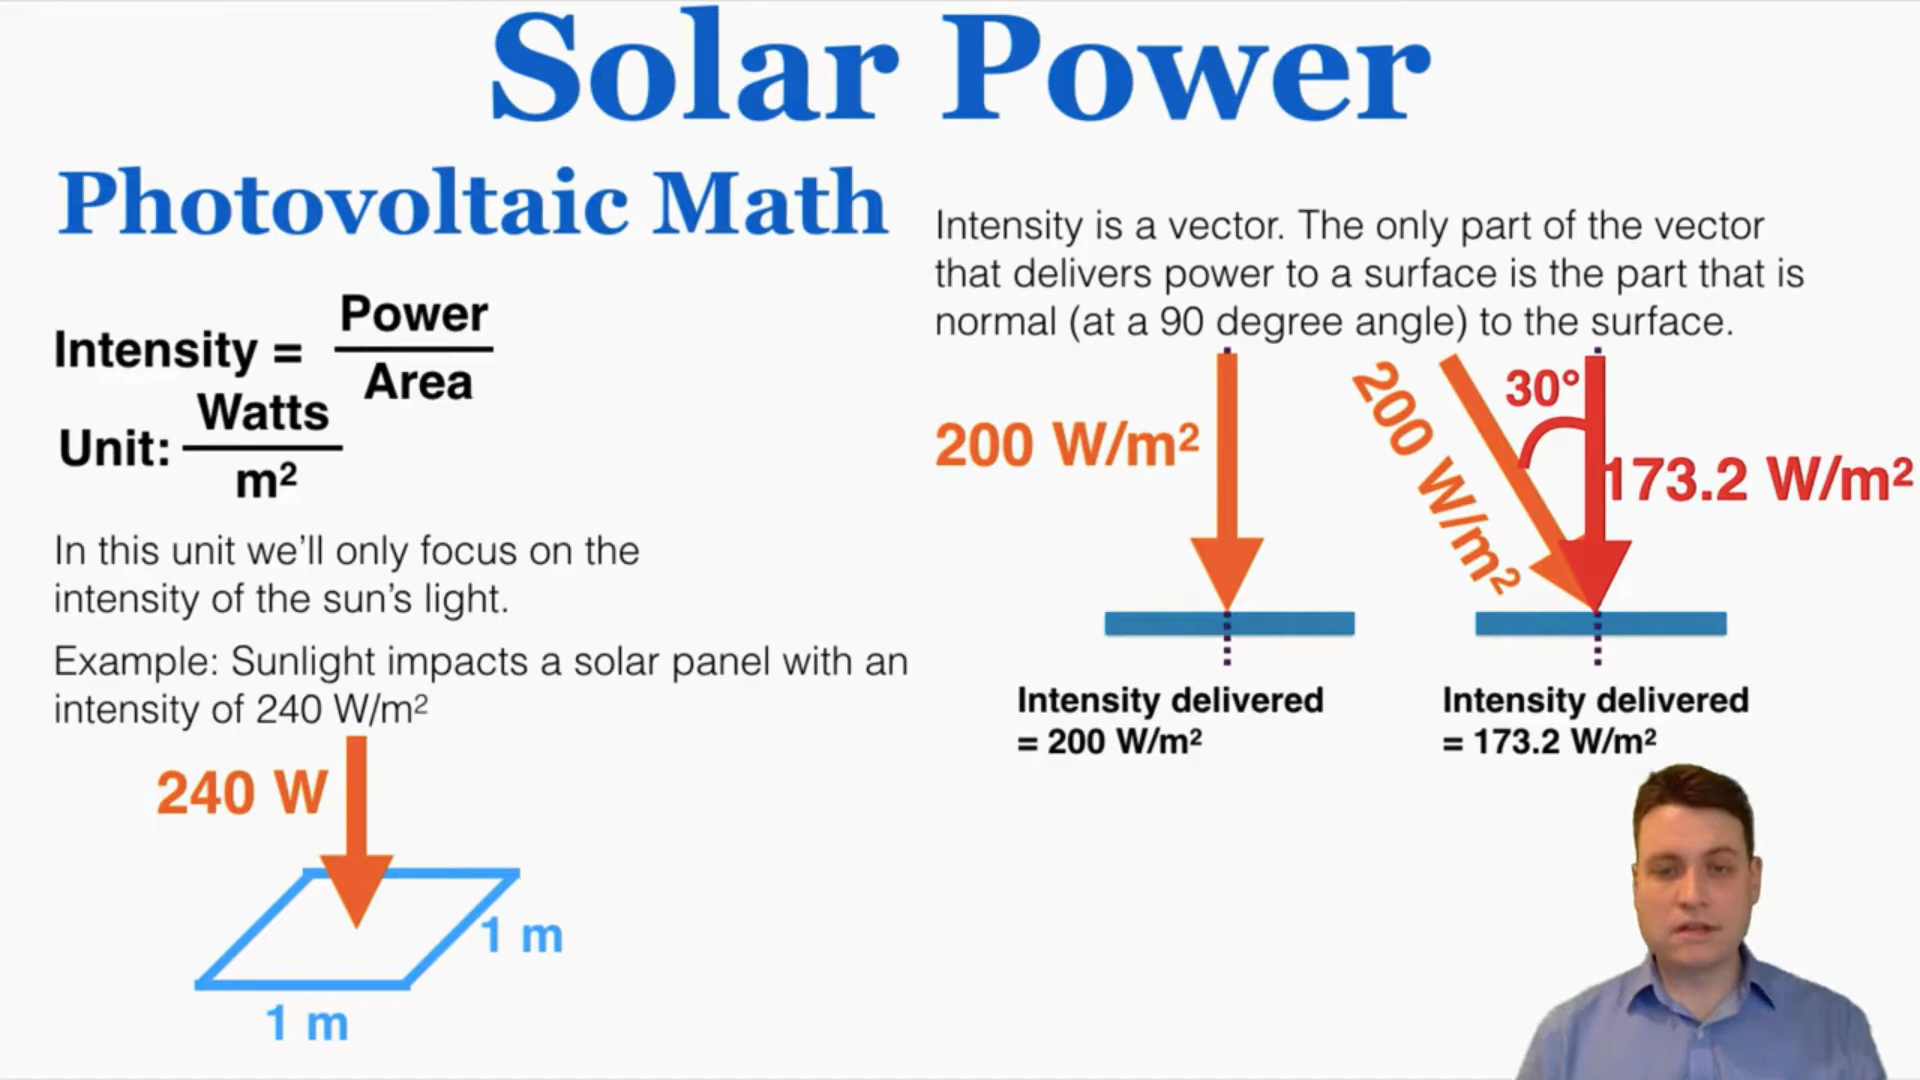 Solar Power
Photovoltaic Math
Intensity = Power
Area
Unit: Watts
m²
In this unit we'll only focus on the
intensity of the sun's light.
Example: Sunlight impacts a solar panel with an
intensity of 240 W/m²
240 W
1 m
1 m
Intensity is a vector. The only part of the vector
that delivers power to a surface is the part that is
normal (at a 90 degree angle) to the surface.
200 W/m²
200 W/m²
30°
173.2 W/m²
Intensity delivered
= 200 W/m²
Intensity delivered
= 173.2 W/m²